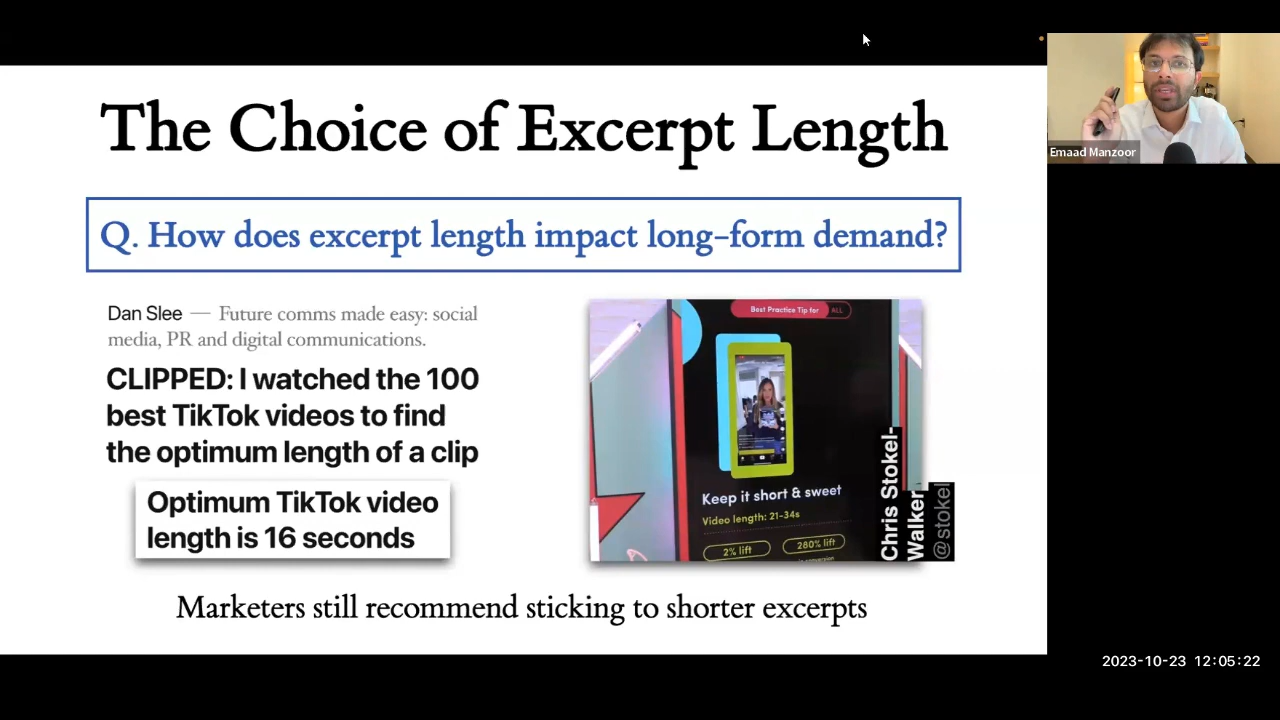 The Choice of Excerpt Length
Emaad Manzoor
Q. How does excerpt length impact long-form demand?
Dan Slee — Future comms made easy: social
media, PR and digital communications.
CLIPPED: I watched the 100
best TikTok videos to find
the optimum length of a clip
Optimum TikTok video
length is 16 seconds
Best Practice Tip for ALL
Keep it short & sweet
Video length: 21-34s
2% lift
280% lift
in conversion
Chris Stokel-
Walker
@stokel
Marketers still recommend sticking to shorter excerpts
2023-10-23 12:05:22